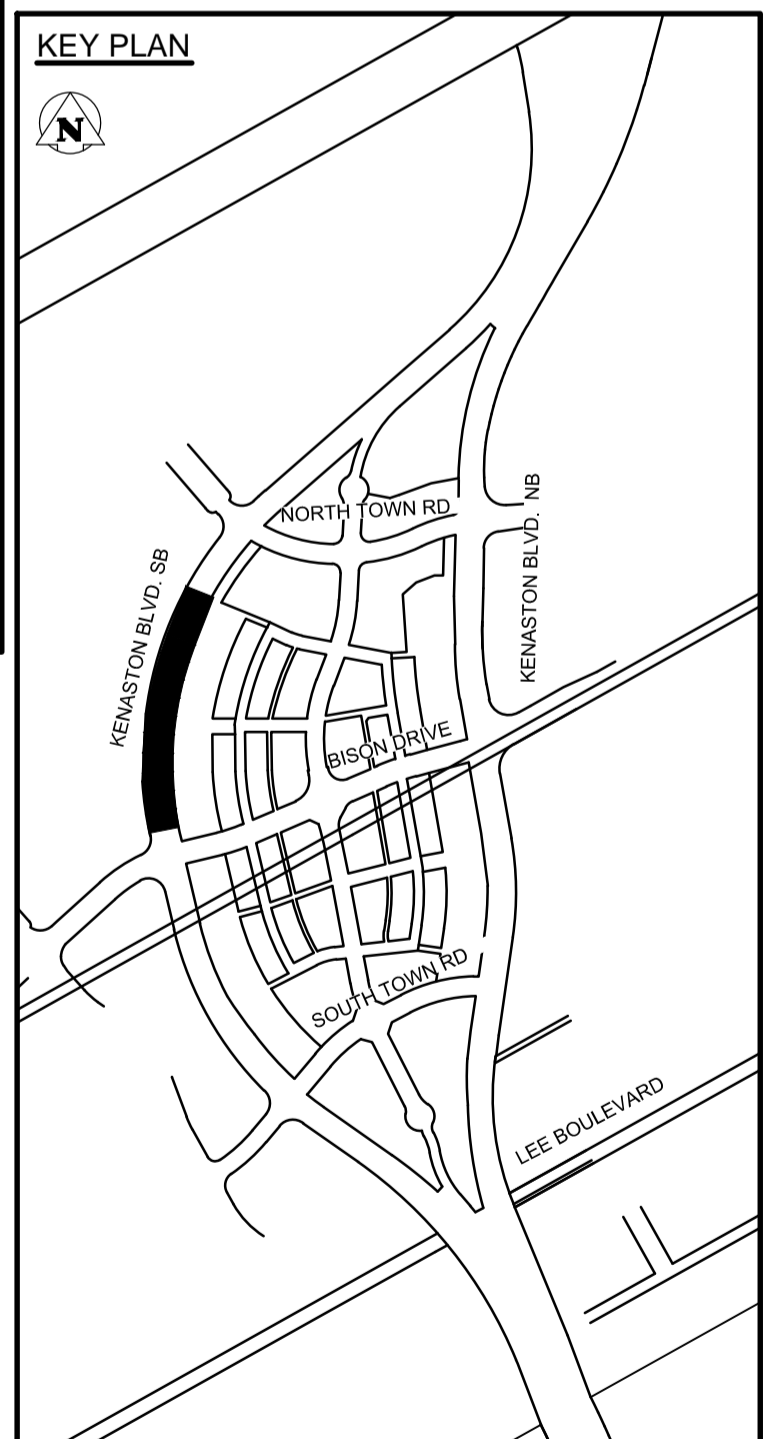 KEY PLAN
N
NORTH TOWN RD
KENASTON BLVD. NB
KENASTON BLVD. SB
BISON DRIVE
SOUTH TOWN RD
LEE BOULEVARD